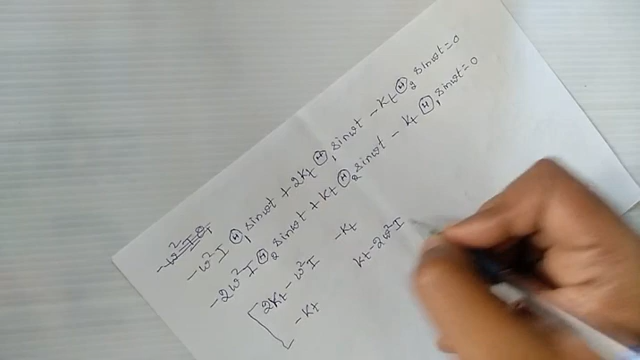 -ω²I Θ₁ sinωt + 2Kt Θ₁ sinωt - Kt Θ₂ sinωt = 0
-2ω²I Θ₂ sinωt + Kt Θ₂ sinωt - Kt Θ₁ sinωt = 0
[2Kt - ω²I -Kt
-Kt Kt - 2ω²I